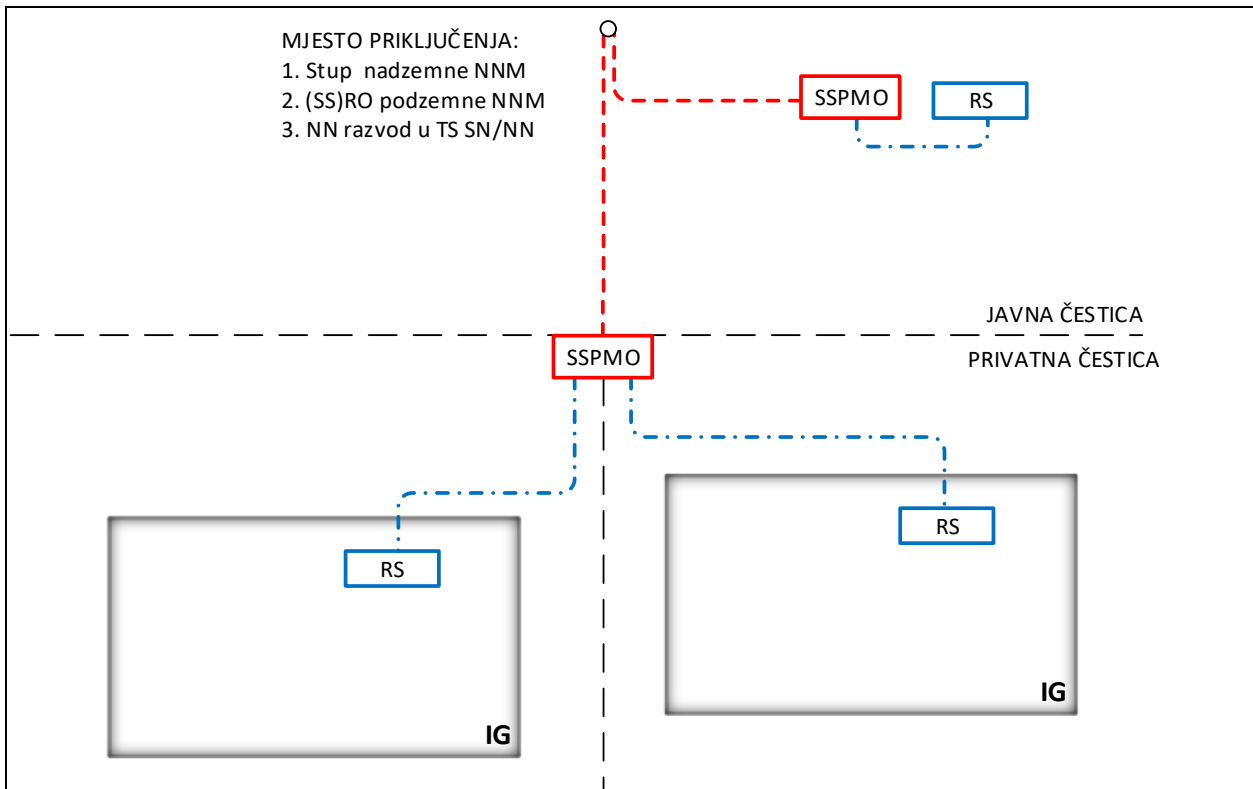 MJESTO PRIKLJUČENJA:
1. Stup nadzemne NNM
2. (SS)RO podzemne NNM
3. NN razvod u TS SN/NN
SSPMO
RS
JAVNA ČESTICA
SSPMO
PRIVATNA ČESTICA
RS
RS
IG
IG